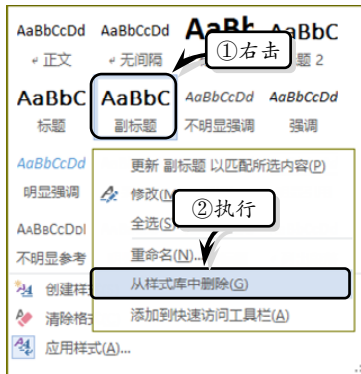 AaBbCcDd AaBbCcDd AaBb AaBbC
↵ 正文 ↵ 无间隔 题 2
①右击
AaBbC AaBbC AaBbCcDd AaBbCcDd
标题 副标题 不明显强调 强调
AaBbCcDd
明显强调
AABBCCDDI
不明显参考
更新 副标题 以匹配所选内容(P)
修改(M
②执行
全选(S)
重命名(N)...
从样式库中删除(G)
添加到快速访问工具栏(A)
创建样
清除格
应用样式(A)...